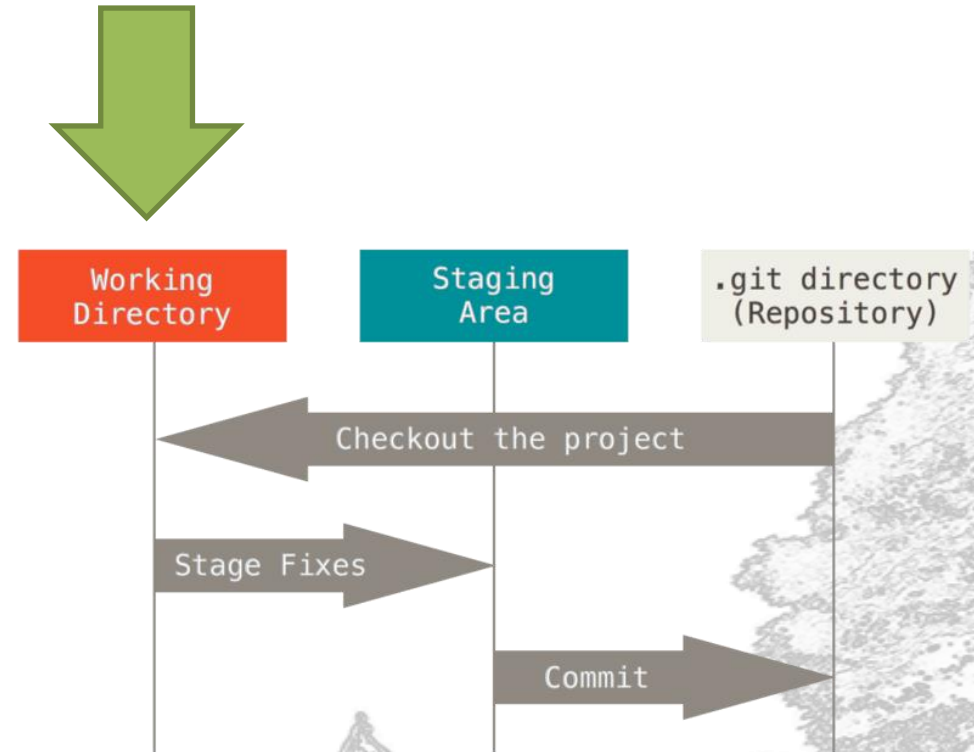 Working
Directory
Staging
Area
.git directory
(Repository)
Checkout the project
Stage Fixes
Commit